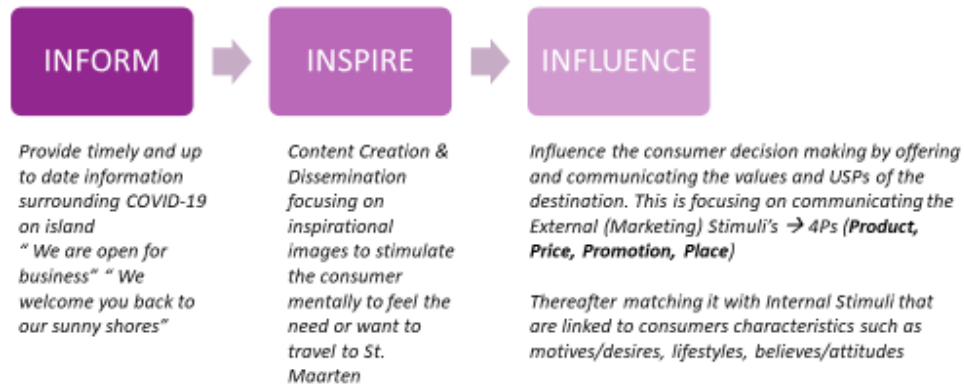 INFORM
INSPIRE
INFLUENCE
Provide timely and up
to date information
surrounding COVID-19
on island
“ We are open for
business” “ We
welcome you back to
our sunny shores”
Content Creation &
Dissemination
focusing on
inspirational
images to stimulate
the consumer
mentally to feel the
need or want to
travel to St.
Maarten
Influence the consumer decision making by offering
and communicating the values and USPs of the
destination. This is focusing on communicating the
External (Marketing) Stimuli’s → 4Ps (Product,
Price, Promotion, Place)
Thereafter matching it with Internal Stimuli that
are linked to consumers characteristics such as
motives/desires, lifestyles, believes/attitudes